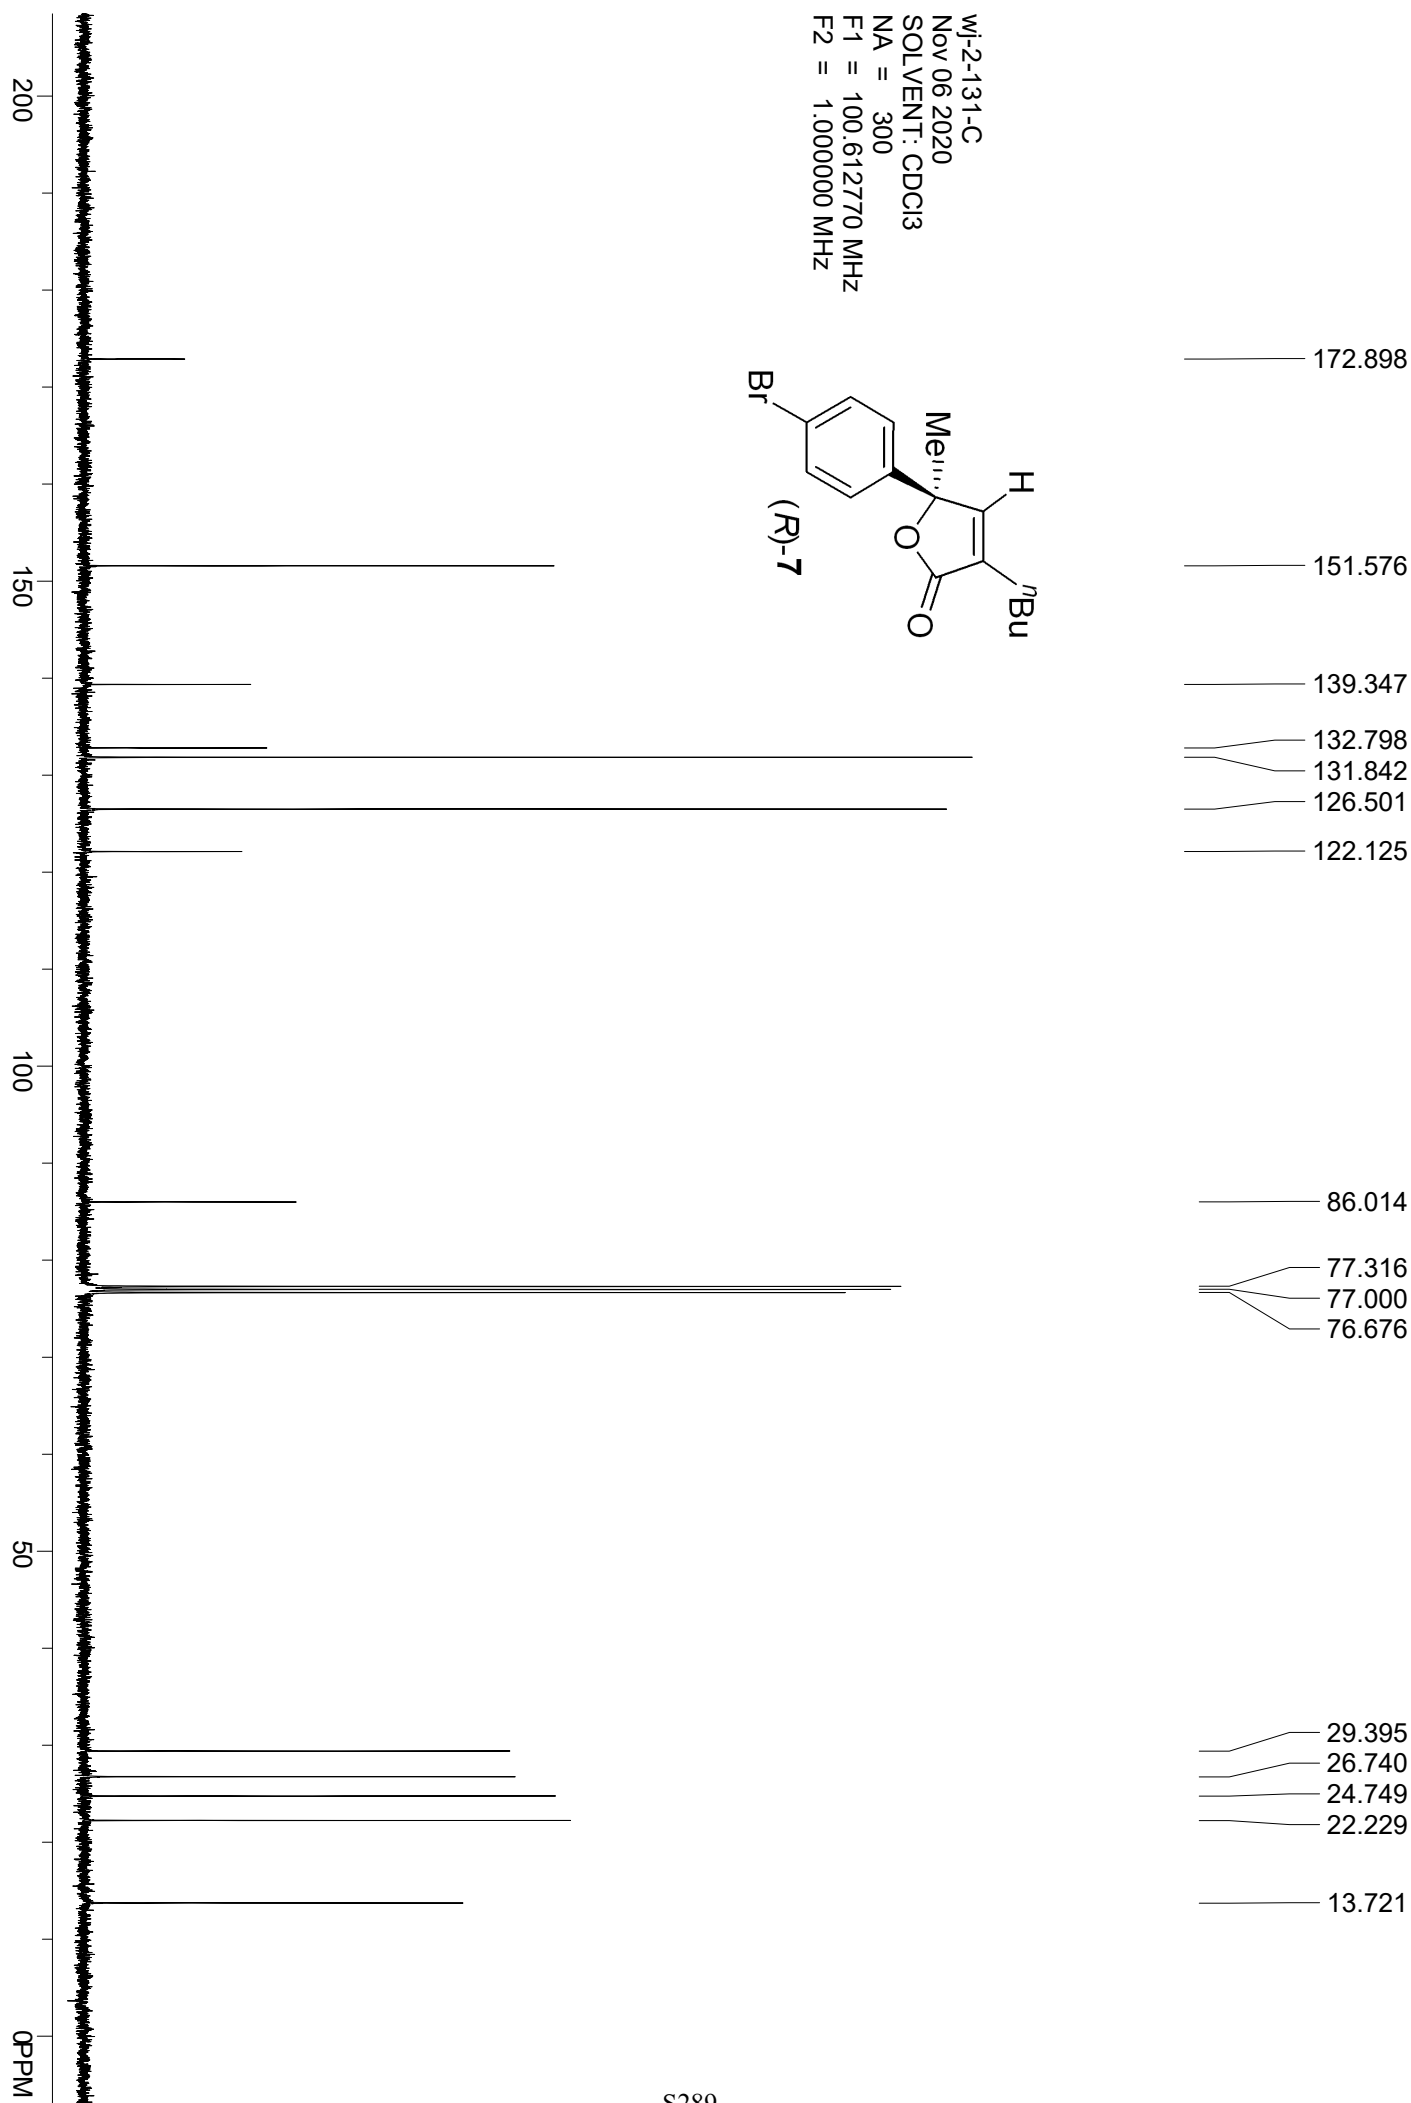 wj-2-131-C
Nov 06 2020
SOLVENT: CDCl3
NA = 300
F1 = 100.612770 MHz
F2 = 1.000000 MHz
H
nBu
Me
O
O
Br
(R)-7
172.898
151.576
139.347
132.798
131.842
126.501
122.125
86.014
77.316
77.000
76.676
29.395
26.740
24.749
22.229
13.721
200
150
100
50
0PPM
S289